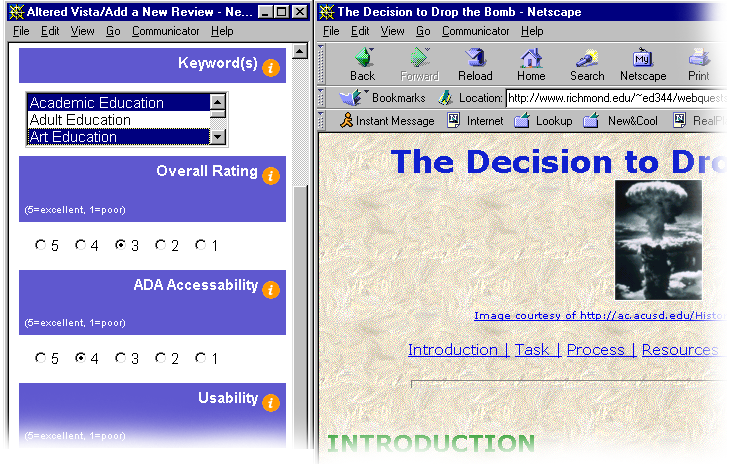 Altered Vista/Add a New Review - Ne...
File Edit View Go Communicator Help
Keyword(s) i
Academic Education
Adult Education
Art Education
Overall Rating i
(5=excellent, 1=poor)
5 4 3 2 1
ADA Accessability i
(5=excellent, 1=poor)
5 4 3 2 1
Usability i
(5=excellent, 1=poor)
The Decision to Drop the Bomb - Netscape
File Edit View Go Communicator Help
Back Forward Reload Home Search My Netscape Print
Bookmarks Location: http://www.richmond.edu/~ed344/webquest
Instant Message Internet Lookup New&Cool RealPl
The Decision to Dro
Image courtesy of http://ac.acusd.edu/Histo
Introduction | Task | Process | Resources
INTRODUCTION